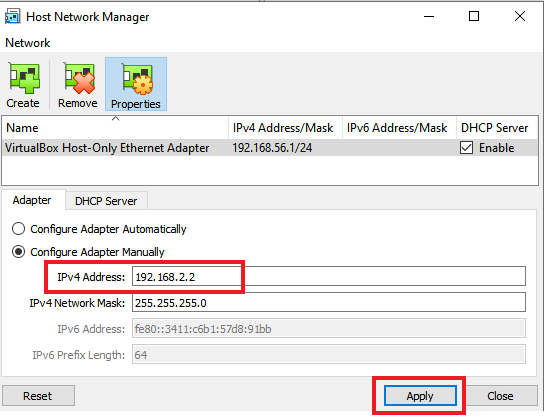 Host Network Manager
Network
Create Remove Properties
Name IPv4 Address/Mask IPv6 Address/Mask DHCP Server
VirtualBox Host-Only Ethernet Adapter 192.168.56.1/24 Enable
Adapter DHCP Server
Configure Adapter Automatically
Configure Adapter Manually
IPv4 Address: 192.168.2.2
IPv4 Network Mask: 255.255.255.0
IPv6 Address: fe80::3411:c6b1:57d8:91bb
IPv6 Prefix Length: 64
Reset Apply Close